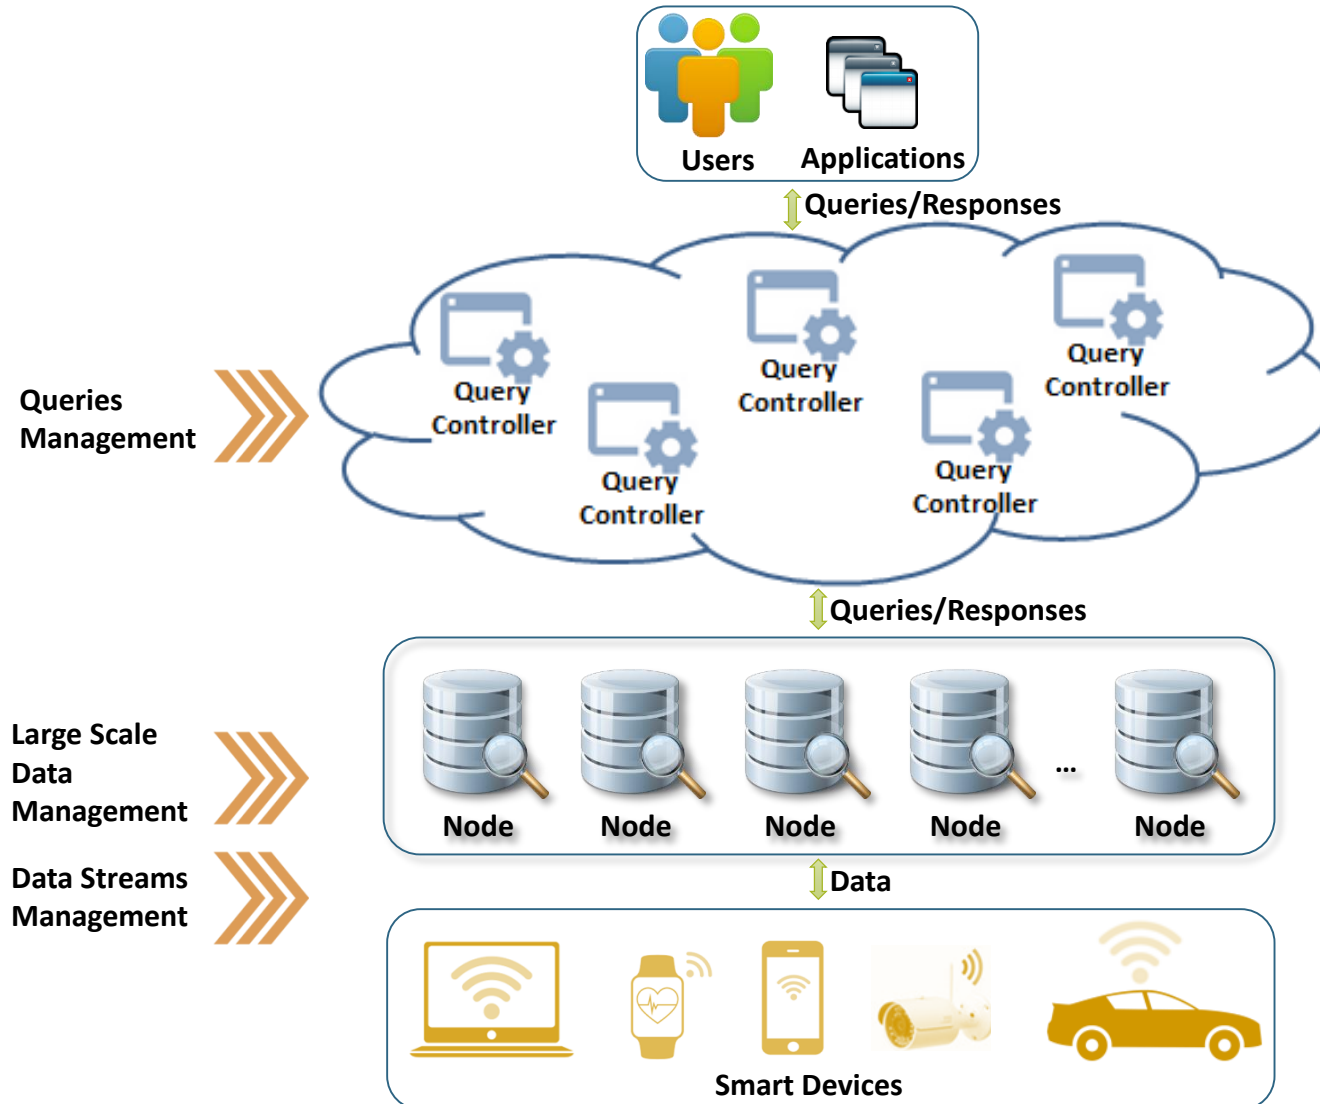 Users
Applications
Queries/Responses
Query
Controller
Query
Controller
Query
Controller
Query
Controller
Query
Controller
Queries
Management
Queries/Responses
Large Scale
Data
Management
Node
Node
Node
Node
...
Node
Data Streams
Management
Data
Smart Devices